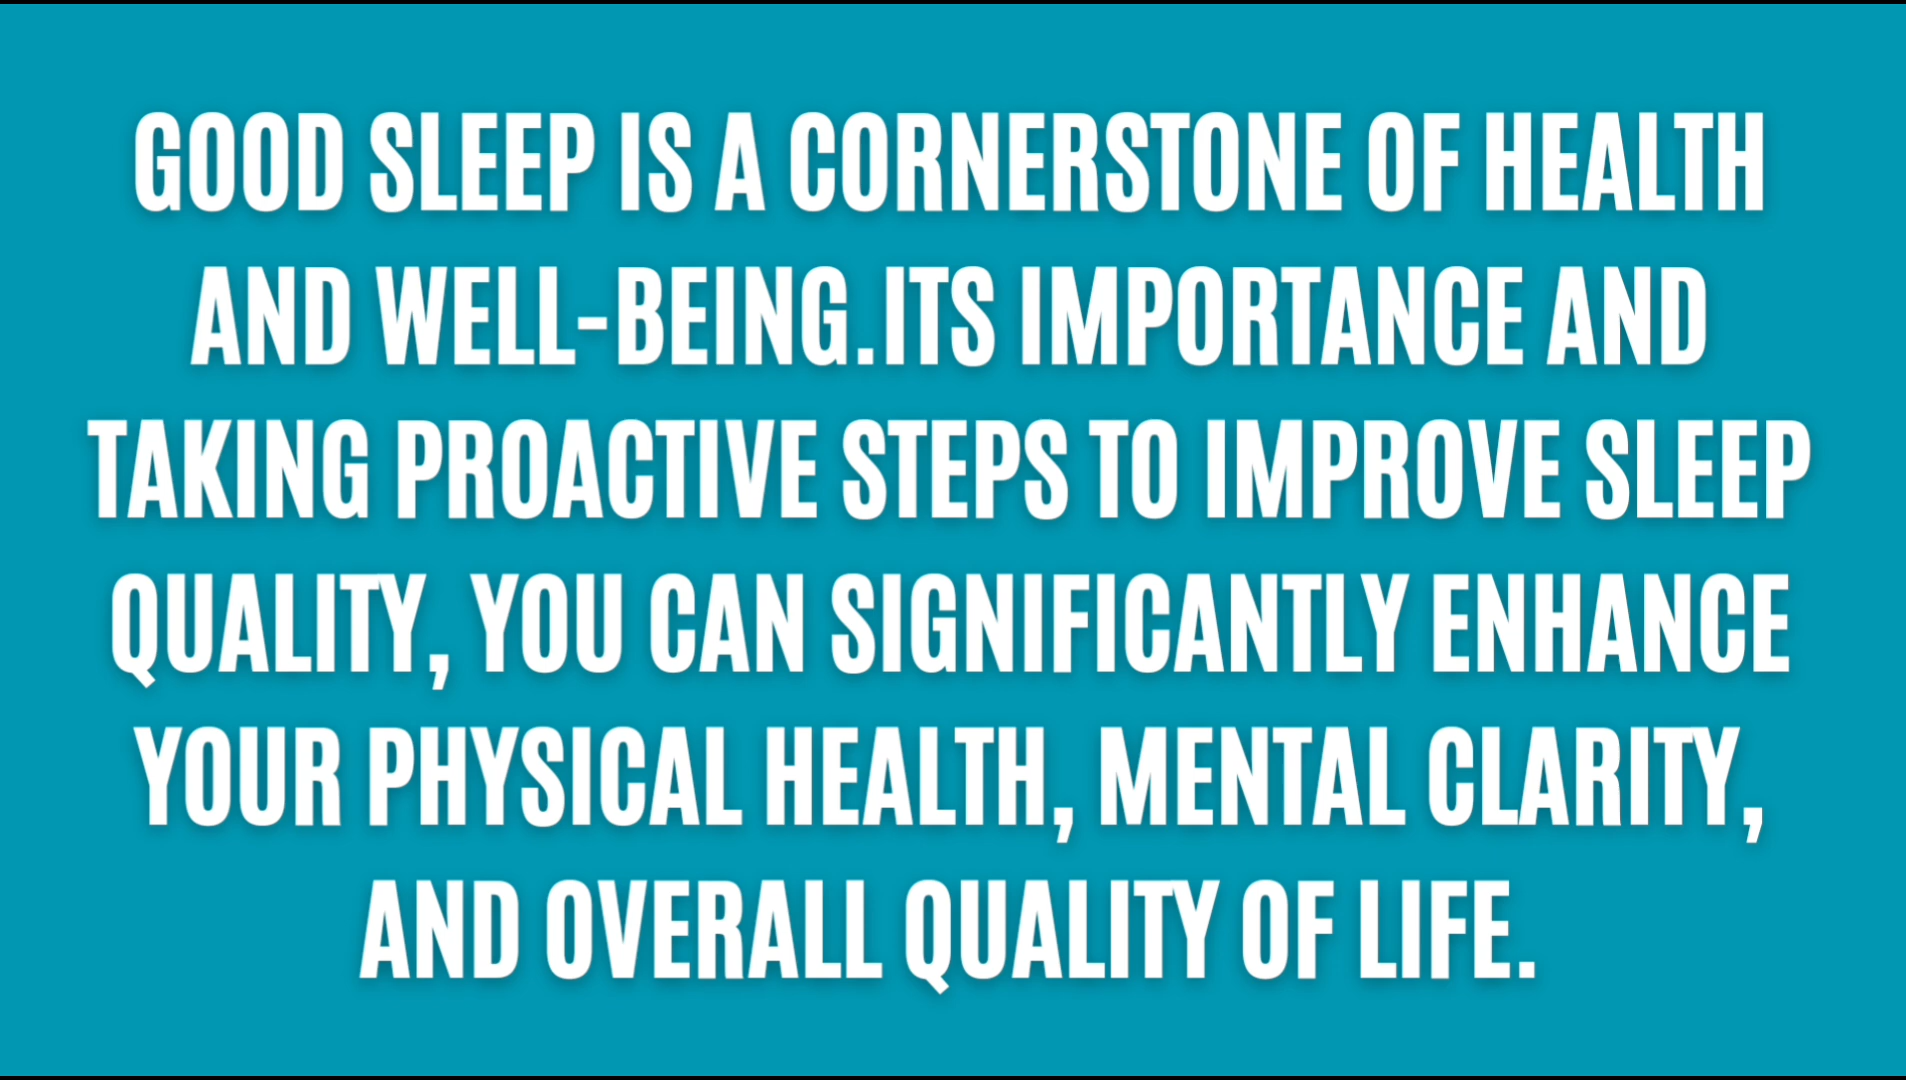 GOOD SLEEP IS A CORNERSTONE OF HEALTH
AND WELL-BEING.ITS IMPORTANCE AND
TAKING PROACTIVE STEPS TO IMPROVE SLEEP
QUALITY, YOU CAN SIGNIFICANTLY ENHANCE
YOUR PHYSICAL HEALTH, MENTAL CLARITY,
AND OVERALL QUALITY OF LIFE.